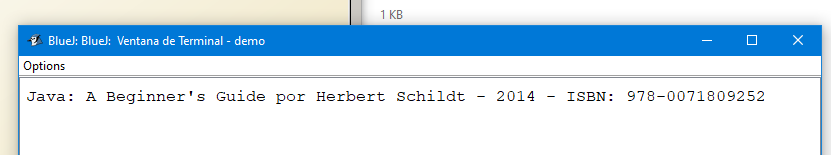 1 KB
BlueJ: BlueJ:  Ventana de Terminal - demo
Options
Java: A Beginner's Guide por Herbert Schildt - 2014 - ISBN: 978-0071809252